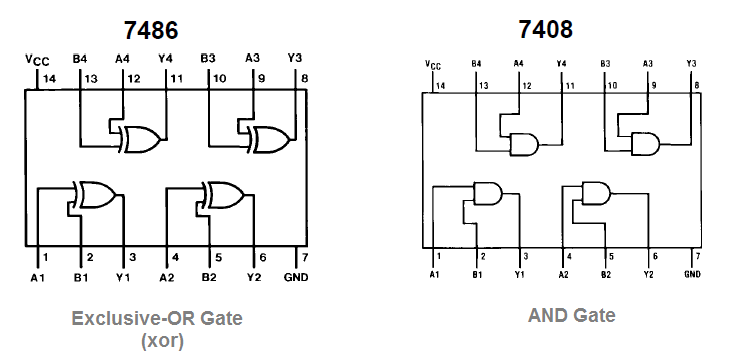 7486
7408
VCC B4 A4 Y4 B3 A3 Y3
14 13 12 11 10 9 8
1 2 3 4 5 6 7
A1 B1 Y1 A2 B2 Y2 GND
Exclusive-OR Gate
(xor)
VCC B4 A4 Y4 B3 A3 Y3
14 13 12 11 10 9 8
1 2 3 4 5 6 7
A1 B1 Y1 A2 B2 Y2 GND
AND Gate